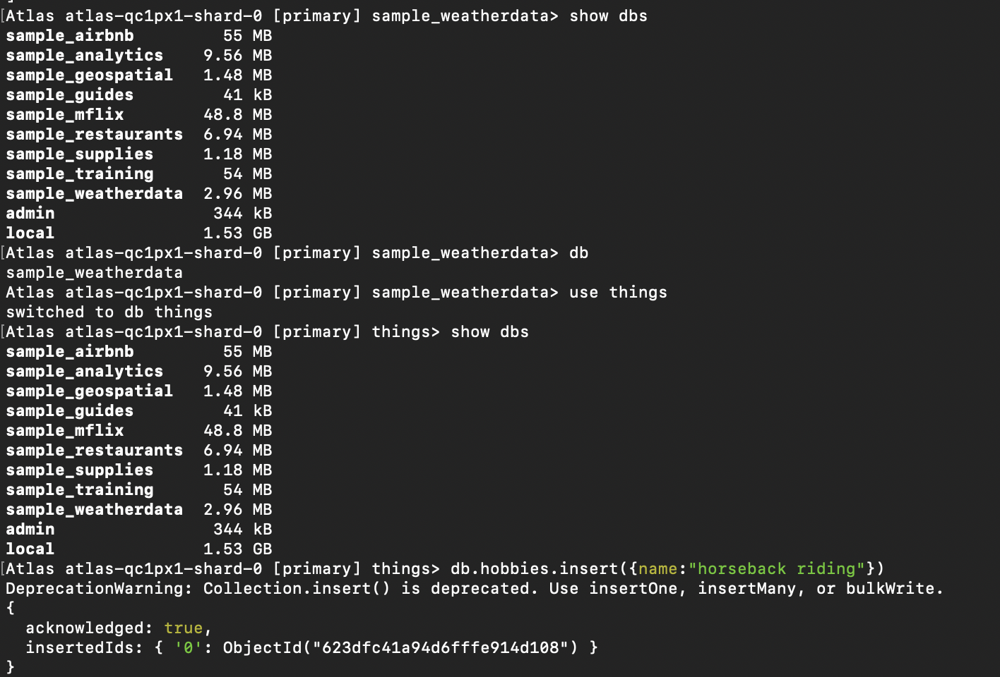 Atlas atlas-qc1px1-shard-0 [primary] sample_weatherdata> show dbs
sample_airbnb 55 MB
sample_analytics 9.56 MB
sample_geospatial 1.48 MB
sample_guides 41 kB
sample_mflix 48.8 MB
sample_restaurants 6.94 MB
sample_supplies 1.18 MB
sample_training 54 MB
sample_weatherdata 2.96 MB
admin 344 kB
local 1.53 GB
Atlas atlas-qc1px1-shard-0 [primary] sample_weatherdata> db
sample_weatherdata
Atlas atlas-qc1px1-shard-0 [primary] sample_weatherdata> use things
switched to db things
Atlas atlas-qc1px1-shard-0 [primary] things> show dbs
sample_airbnb 55 MB
sample_analytics 9.56 MB
sample_geospatial 1.48 MB
sample_guides 41 kB
sample_mflix 48.8 MB
sample_restaurants 6.94 MB
sample_supplies 1.18 MB
sample_training 54 MB
sample_weatherdata 2.96 MB
admin 344 kB
local 1.53 GB
Atlas atlas-qc1px1-shard-0 [primary] things> db.hobbies.insert({name:"horseback riding"})
DeprecationWarning: Collection.insert() is deprecated. Use insertOne, insertMany, or bulkWrite.
{
  acknowledged: true,
  insertedIds: { '0': ObjectId("623dfc41a94d6fffe914d108") }
}